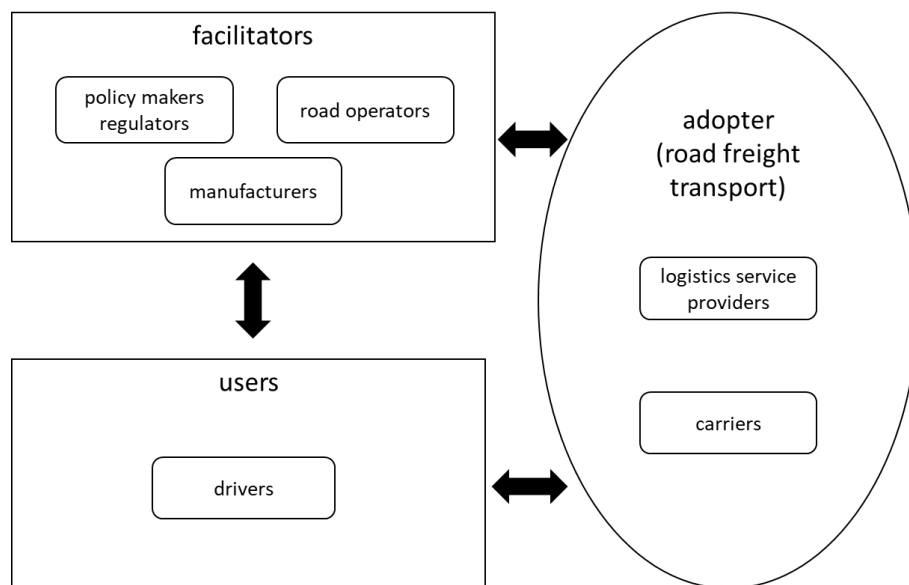 facilitators
policy makers
regulators
road operators
manufacturers
adopter
(road freight
transport)
logistics service
providers
carriers
users
drivers